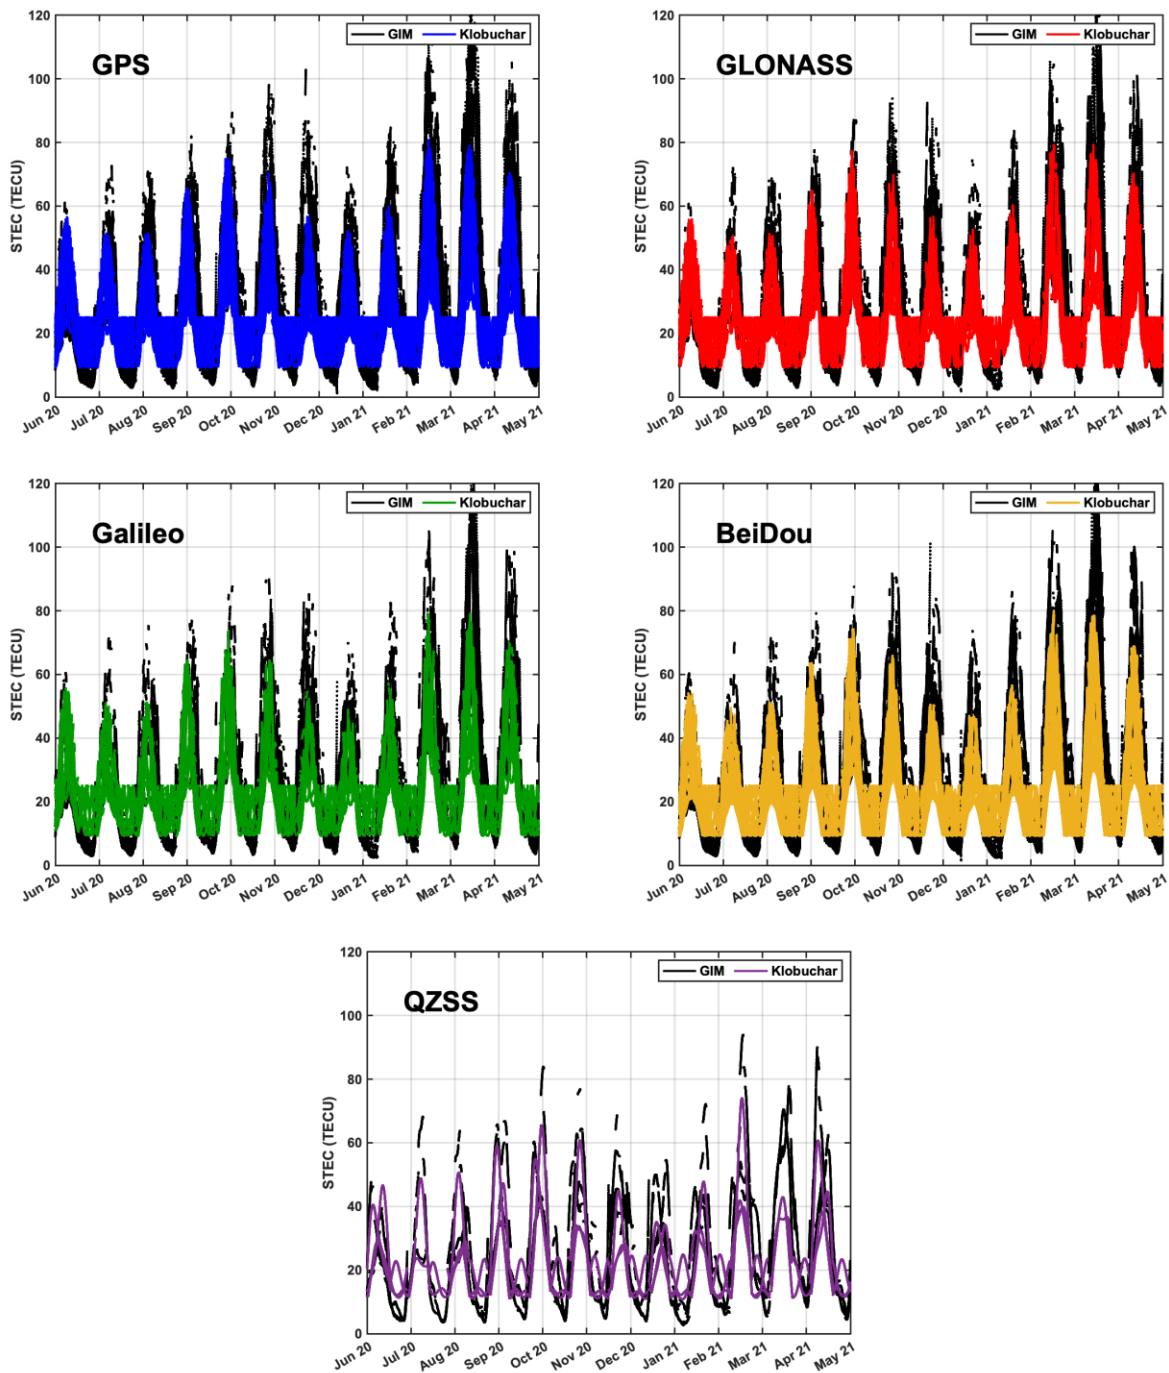 120
100
80
60
40
20
0
STEC (TECU)
GPS
GIM Klobuchar
Jun 20 Jul 20 Aug 20 Sep 20 Oct 20 Nov 20 Dec 20 Jan 21 Feb 21 Mar 21 Apr 21 May 21
120
100
80
60
40
20
0
STEC (TECU)
GLONASS
GIM Klobuchar
Jun 20 Jul 20 Aug 20 Sep 20 Oct 20 Nov 20 Dec 20 Jan 21 Feb 21 Mar 21 Apr 21 May 21
120
100
80
60
40
20
0
STEC (TECU)
Galileo
GIM Klobuchar
Jun 20 Jul 20 Aug 20 Sep 20 Oct 20 Nov 20 Dec 20 Jan 21 Feb 21 Mar 21 Apr 21 May 21
120
100
80
60
40
20
0
STEC (TECU)
BeiDou
GIM Klobuchar
Jun 20 Jul 20 Aug 20 Sep 20 Oct 20 Nov 20 Dec 20 Jan 21 Feb 21 Mar 21 Apr 21 May 21
120
100
80
60
40
20
0
STEC (TECU)
QZSS
GIM Klobuchar
Jun 20 Jul 20 Aug 20 Sep 20 Oct 20 Nov 20 Dec 20 Jan 21 Feb 21 Mar 21 Apr 21 May 21